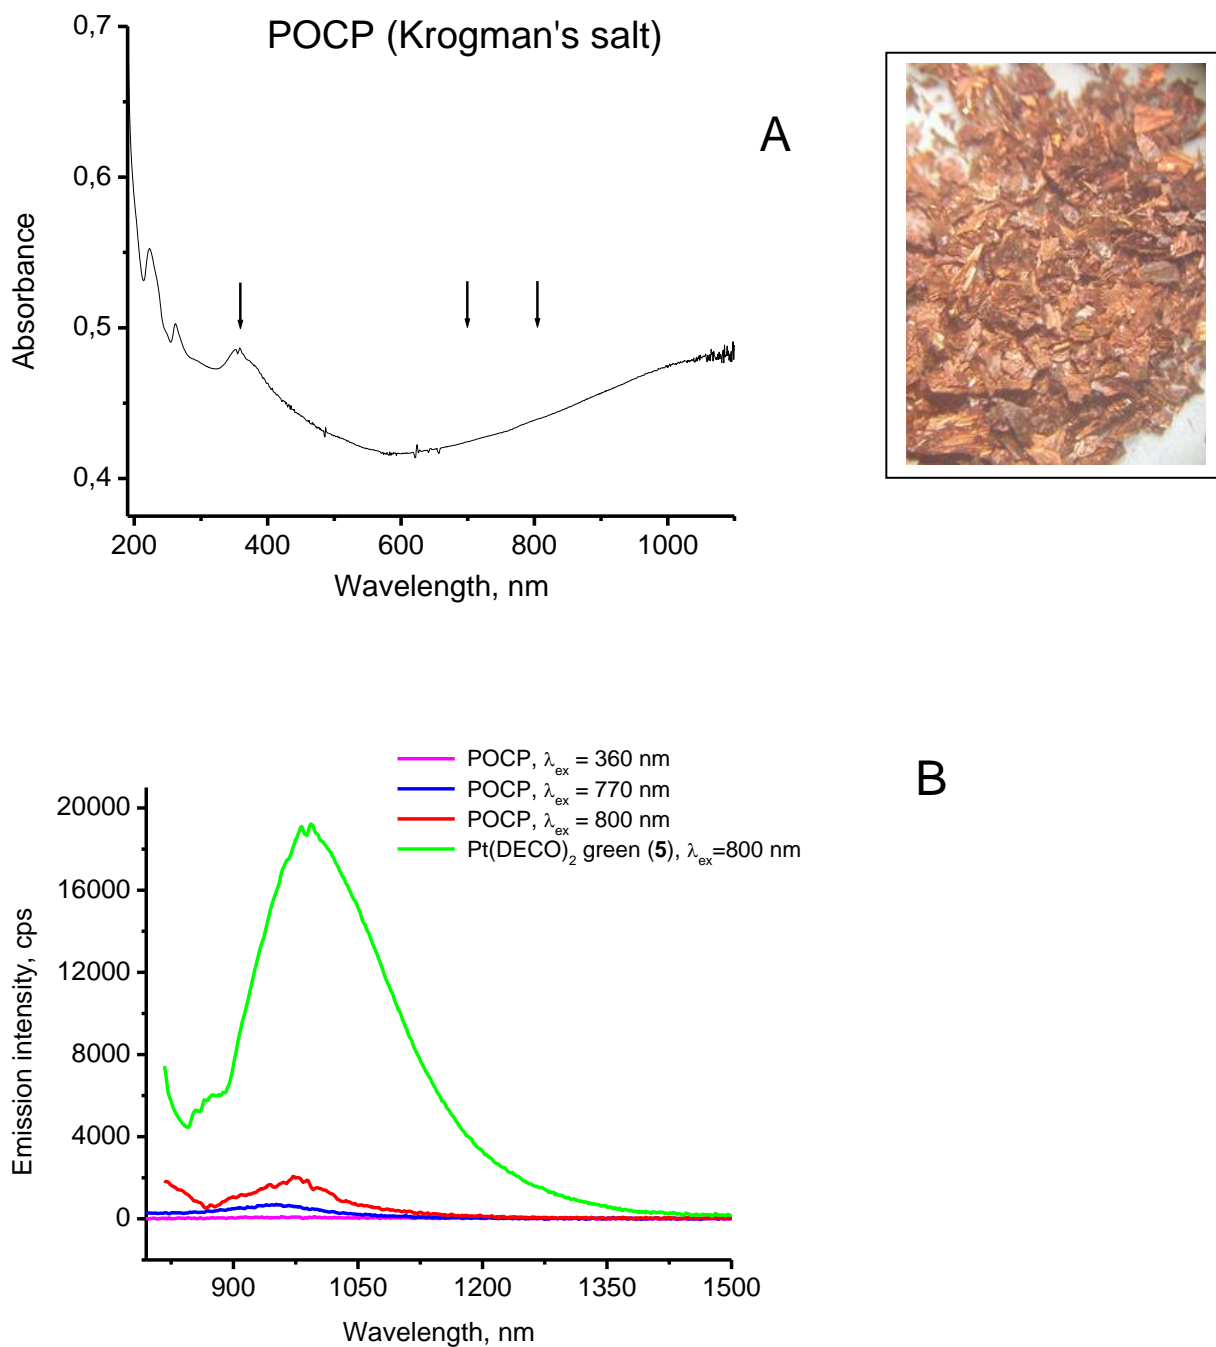 POCP (Krogman's salt)
A
0,7
0,6
0,5
0,4
Absorbance
200 400 600 800 1000
Wavelength, nm
B
POCP, λex = 360 nm
POCP, λex = 770 nm
POCP, λex = 800 nm
Pt(DECO)2 green (5), λex=800 nm
20000
16000
12000
8000
4000
0
Emission intensity, cps
900 1050 1200 1350 1500
Wavelength, nm